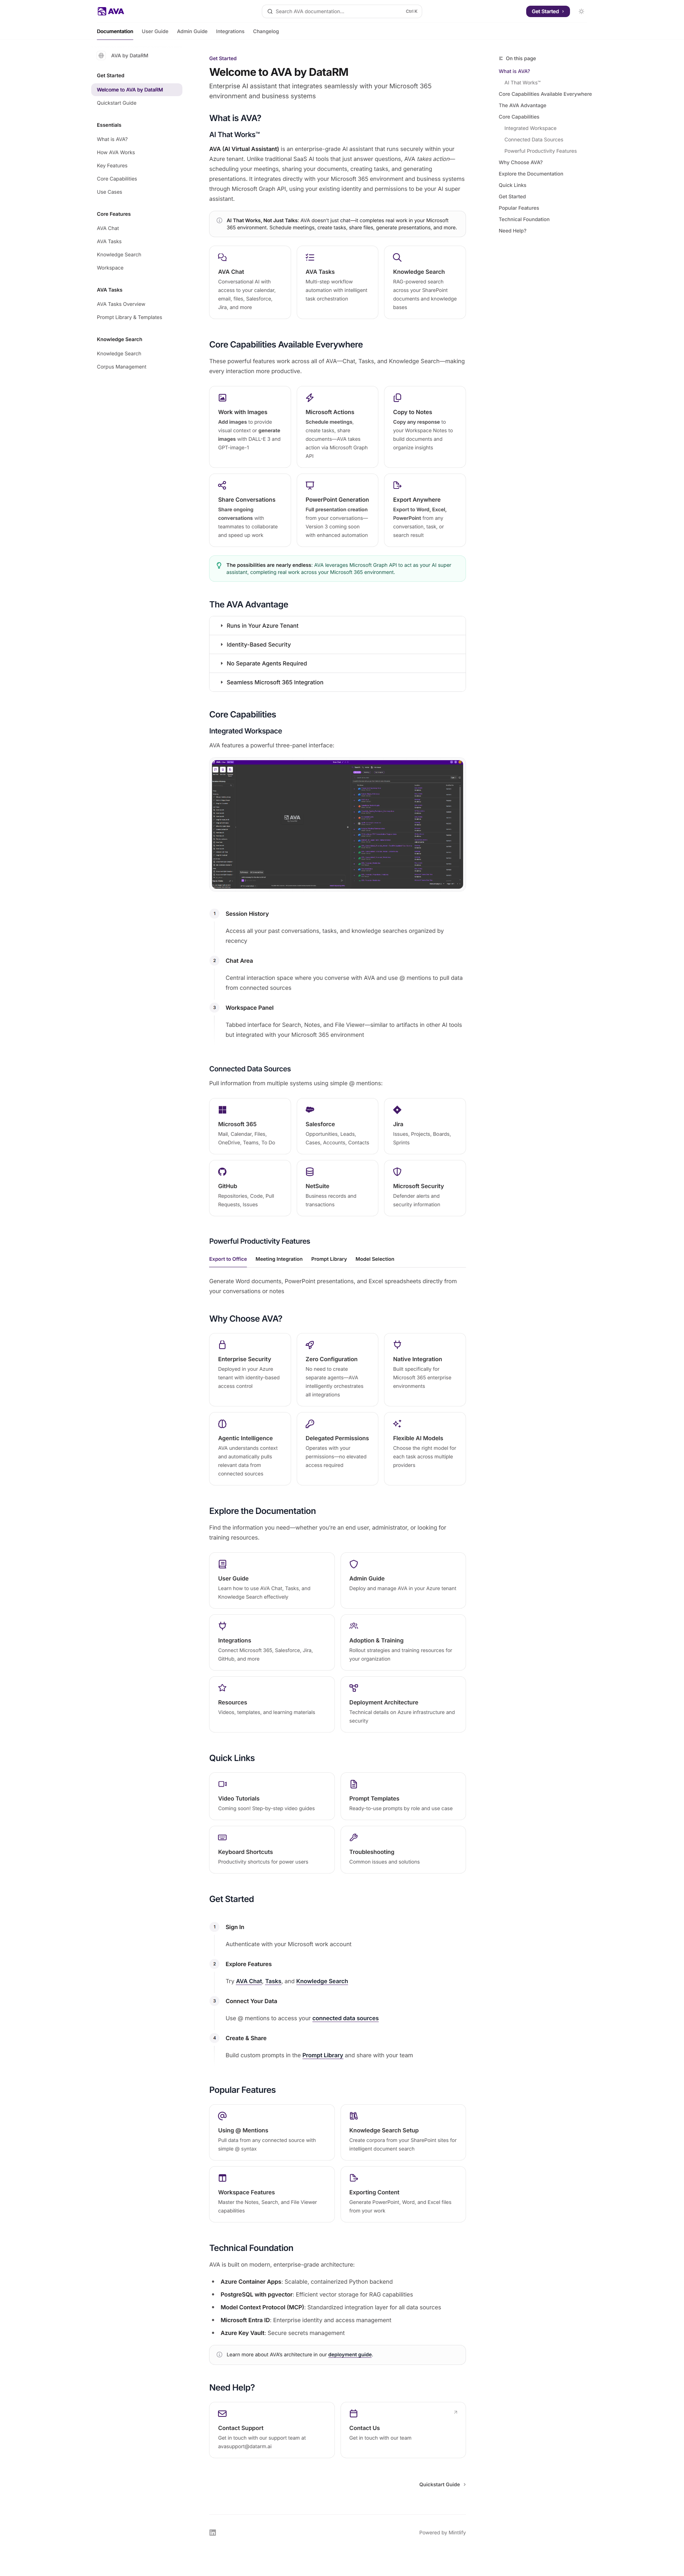 AVA
Search AVA documentation...
Ctrl K
Get Started
Documentation
User Guide
Admin Guide
Integrations
Changelog
AVA by DataRM
Get Started
Welcome to AVA by DataRM
Quickstart Guide
Essentials
What is AVA?
How AVA Works
Key Features
Core Capabilities
Use Cases
Core Features
AVA Chat
AVA Tasks
Knowledge Search
Workspace
AVA Tasks
AVA Tasks Overview
Prompt Library & Templates
Knowledge Search
Knowledge Search
Corpus Management
Get Started
Welcome to AVA by DataRM
Enterprise AI assistant that integrates seamlessly with your Microsoft 365
environment and business systems
What is AVA?
AI That Works™
AVA (AI Virtual Assistant) is an enterprise-grade AI assistant that runs securely within your
Azure tenant. Unlike traditional SaaS AI tools that just answer questions, AVA takes action—
scheduling your meetings, sharing your documents, creating tasks, and generating
presentations. It integrates directly with your Microsoft 365 environment and business systems
through Microsoft Graph API, using your existing identity and permissions to be your AI super
assistant.
AI That Works, Not Just Talks: AVA doesn't just chat—it completes real work in your Microsoft
365 environment. Schedule meetings, create tasks, share files, generate presentations, and more.
AVA Chat
Conversational AI with
access to your calendar,
email, files, Salesforce,
Jira, and more
AVA Tasks
Multi-step workflow
automation with intelligent
task orchestration
Knowledge Search
RAG-powered search
across your SharePoint
documents and knowledge
bases
Core Capabilities Available Everywhere
These powerful features work across all of AVA—Chat, Tasks, and Knowledge Search—making
every interaction more productive.
Work with Images
Add images to provide
visual context or generate
images with DALL·E 3 and
GPT-image-1
Microsoft Actions
Schedule meetings,
create tasks, share
documents—AVA takes
action via Microsoft Graph
API
Copy to Notes
Copy any response to
your Workspace Notes to
build documents and
organize insights
Share Conversations
Share ongoing
conversations with
teammates to collaborate
and speed up work
PowerPoint Generation
Full presentation creation
from your conversations—
Version 3 coming soon
with enhanced automation
Export Anywhere
Export to Word, Excel,
PowerPoint from any
conversation, task, or
search result
The possibilities are nearly endless: AVA leverages Microsoft Graph API to act as your AI super
assistant, completing real work across your Microsoft 365 environment.
The AVA Advantage
Runs in Your Azure Tenant
Identity-Based Security
No Separate Agents Required
Seamless Microsoft 365 Integration
Core Capabilities
Integrated Workspace
AVA features a powerful three-panel interface:
AVA
1
Session History
Access all your past conversations, tasks, and knowledge searches organized by
recency
2
Chat Area
Central interaction space where you converse with AVA and use @ mentions to pull data
from connected sources
3
Workspace Panel
Tabbed interface for Search, Notes, and File Viewer—similar to artifacts in other AI tools
but integrated with your Microsoft 365 environment
Connected Data Sources
Pull information from multiple systems using simple @ mentions:
Microsoft 365
Mail, Calendar, Files,
OneDrive, Teams, To Do
Salesforce
Opportunities, Leads,
Cases, Accounts, Contacts
Jira
Issues, Projects, Boards,
Sprints
GitHub
Repositories, Code, Pull
Requests, Issues
NetSuite
Business records and
transactions
Microsoft Security
Defender alerts and
security information
Powerful Productivity Features
Export to Office
Meeting Integration
Prompt Library
Model Selection
Generate Word documents, PowerPoint presentations, and Excel spreadsheets directly from
your conversations or notes
Why Choose AVA?
Enterprise Security
Deployed in your Azure
tenant with identity-based
access control
Zero Configuration
No need to create
separate agents—AVA
intelligently orchestrates
all integrations
Native Integration
Built specifically for
Microsoft 365 enterprise
environments
Agentic Intelligence
AVA understands context
and automatically pulls
relevant data from
connected sources
Delegated Permissions
Operates with your
permissions—no elevated
access required
Flexible AI Models
Choose the right model for
each task across multiple
providers
Explore the Documentation
Find the information you need—whether you're an end user, administrator, or looking for
training resources.
User Guide
Learn how to use AVA Chat, Tasks, and
Knowledge Search effectively
Admin Guide
Deploy and manage AVA in your Azure tenant
Integrations
Connect Microsoft 365, Salesforce, Jira,
GitHub, and more
Adoption & Training
Rollout strategies and training resources for
your organization
Resources
Videos, templates, and learning materials
Deployment Architecture
Technical details on Azure infrastructure and
security
Quick Links
Video Tutorials
Coming soon! Step-by-step video guides
Prompt Templates
Ready-to-use prompts by role and use case
Keyboard Shortcuts
Productivity shortcuts for power users
Troubleshooting
Common issues and solutions
Get Started
1
Sign In
Authenticate with your Microsoft work account
2
Explore Features
Try AVA Chat, Tasks, and Knowledge Search
3
Connect Your Data
Use @ mentions to access your connected data sources
4
Create & Share
Build custom prompts in the Prompt Library and share with your team
Popular Features
Using @ Mentions
Pull data from any connected source with
simple @ syntax
Knowledge Search Setup
Create corpora from your SharePoint sites for
intelligent document search
Workspace Features
Master the Notes, Search, and File Viewer
capabilities
Exporting Content
Generate PowerPoint, Word, and Excel files
from your work
Technical Foundation
AVA is built on modern, enterprise-grade architecture:
Azure Container Apps: Scalable, containerized Python backend
PostgreSQL with pgvector: Efficient vector storage for RAG capabilities
Model Context Protocol (MCP): Standardized integration layer for all data sources
Microsoft Entra ID: Enterprise identity and access management
Azure Key Vault: Secure secrets management
Learn more about AVA's architecture in our deployment guide.
Need Help?
Contact Support
Get in touch with our support team at
avasupport@datarm.ai
Contact Us
Get in touch with our team
Quickstart Guide
Powered by Mintlify
On this page
What is AVA?
AI That Works™
Core Capabilities Available Everywhere
The AVA Advantage
Core Capabilities
Integrated Workspace
Connected Data Sources
Powerful Productivity Features
Why Choose AVA?
Explore the Documentation
Quick Links
Get Started
Popular Features
Technical Foundation
Need Help?